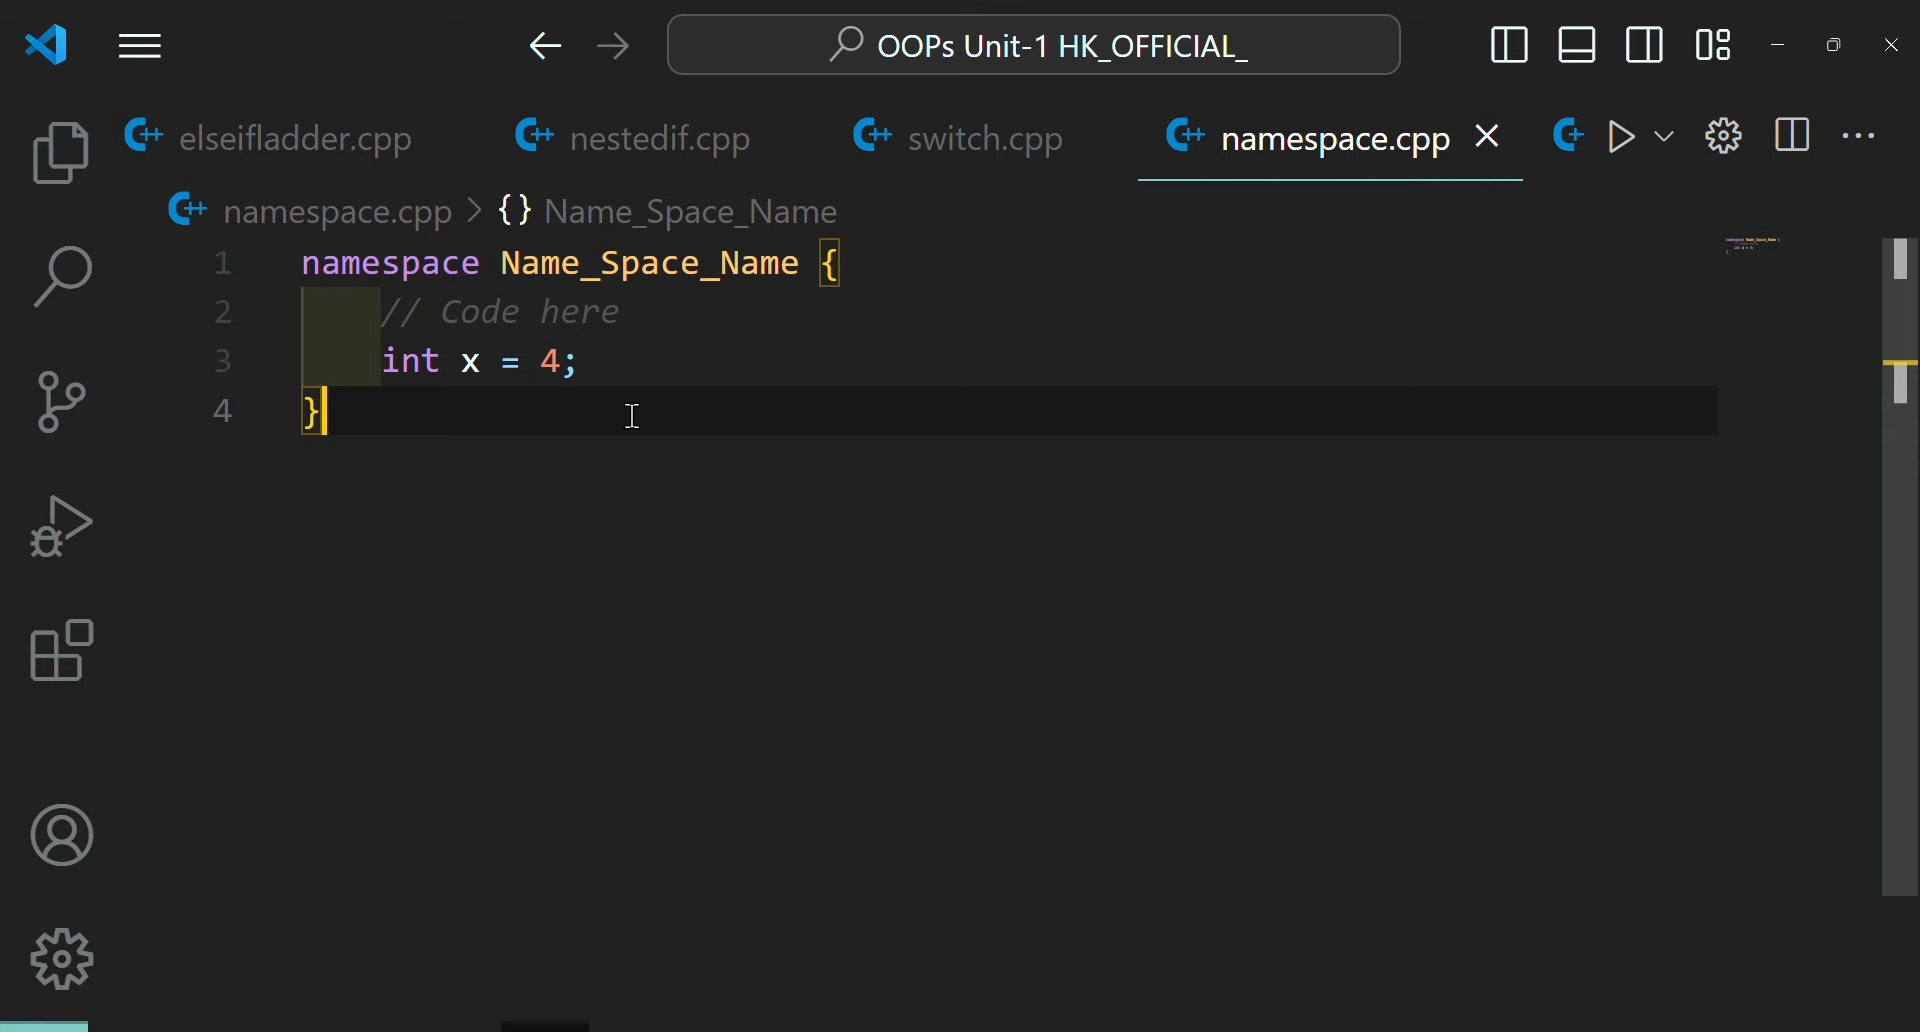 OOPs Unit-1 HK_OFFICIAL_
elseifladder.cpp nestedif.cpp switch.cpp namespace.cpp
namespace.cpp > {} Name_Space_Name
1 namespace Name_Space_Name {
2 // Code here
3 int x = 4;
4 }